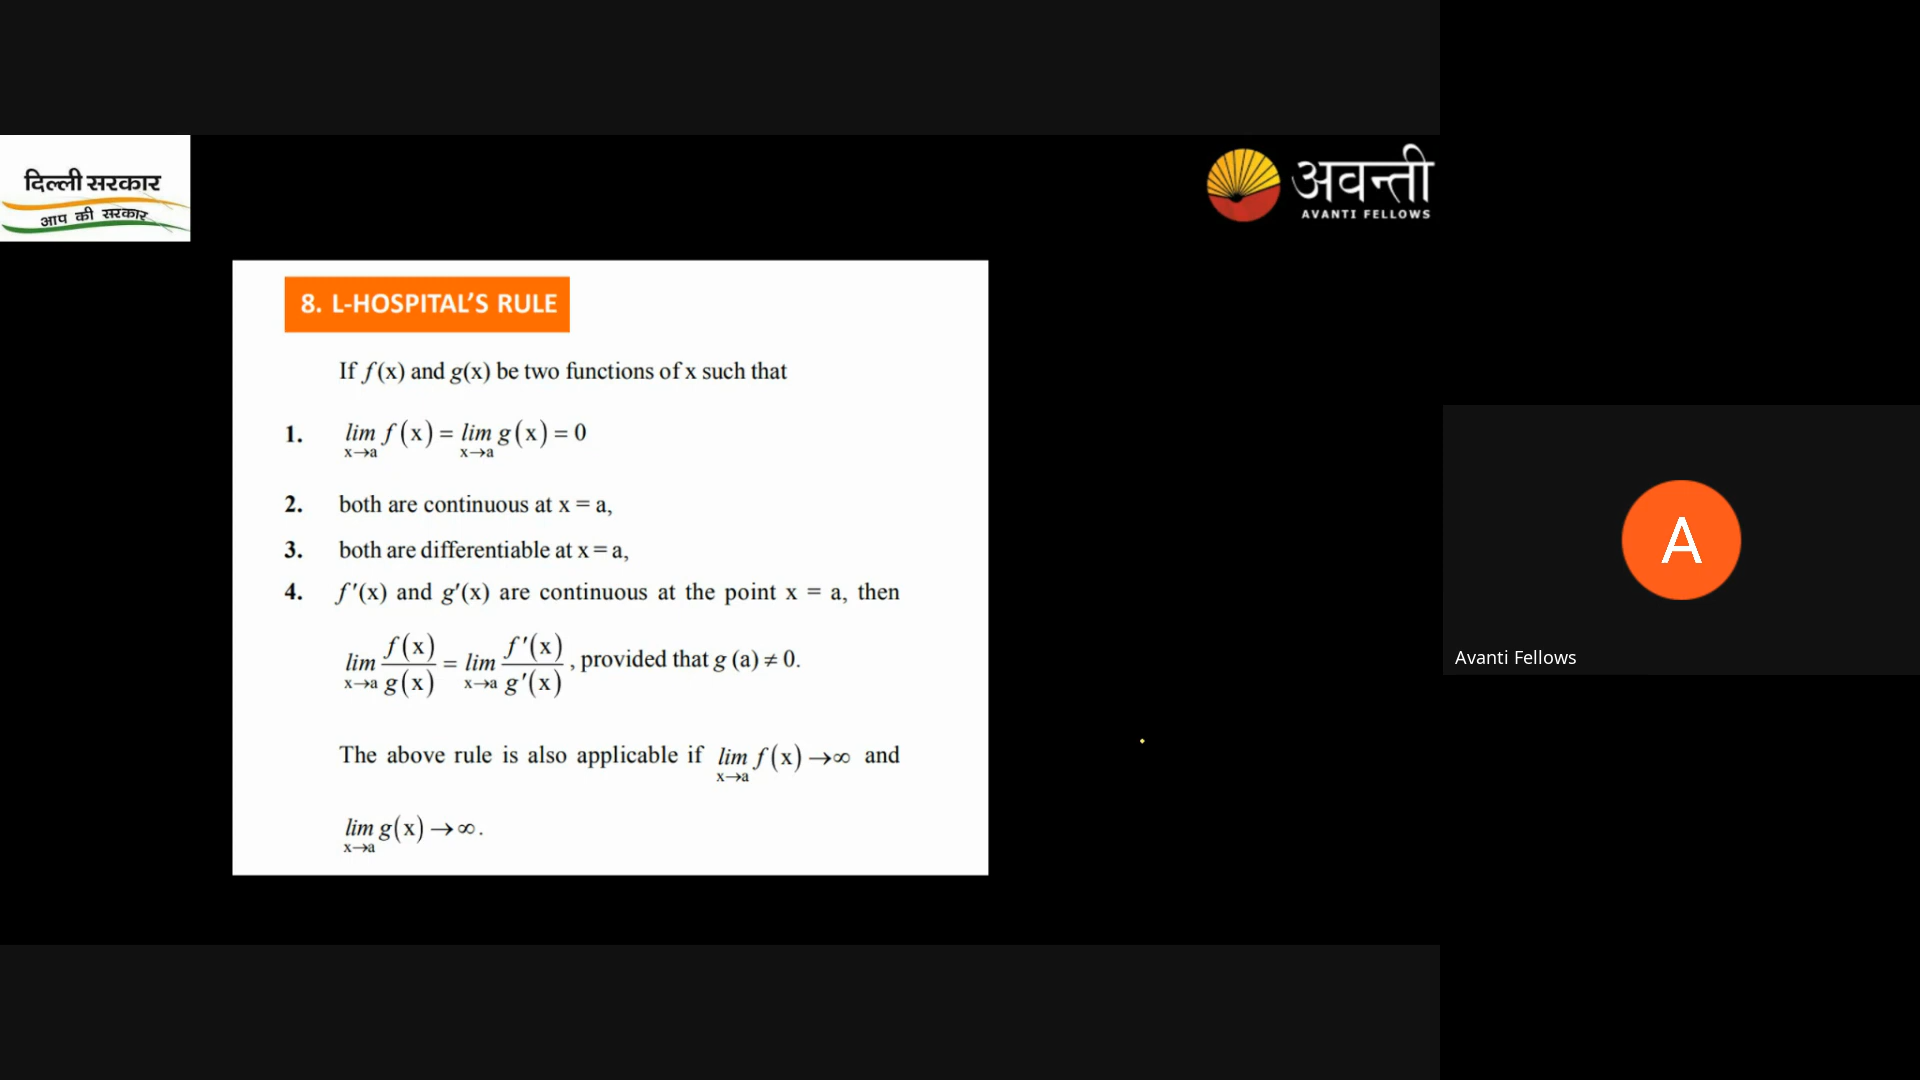 दिल्ली सरकार
आप की सरकार
अवन्ती
AVANTI FELLOWS
8. L-HOSPITAL’S RULE
If f(x) and g(x) be two functions of x such that
1. lim x→a f(x) = lim x→a g(x) = 0
2. both are continuous at x = a,
3. both are differentiable at x = a,
4. f′(x) and g′(x) are continuous at the point x = a, then
lim x→a f(x)/g(x) = lim x→a f′(x)/g′(x), provided that g (a) ≠ 0.
The above rule is also applicable if lim x→a f(x) →∞ and
lim x→a g(x) →∞.
A
Avanti Fellows